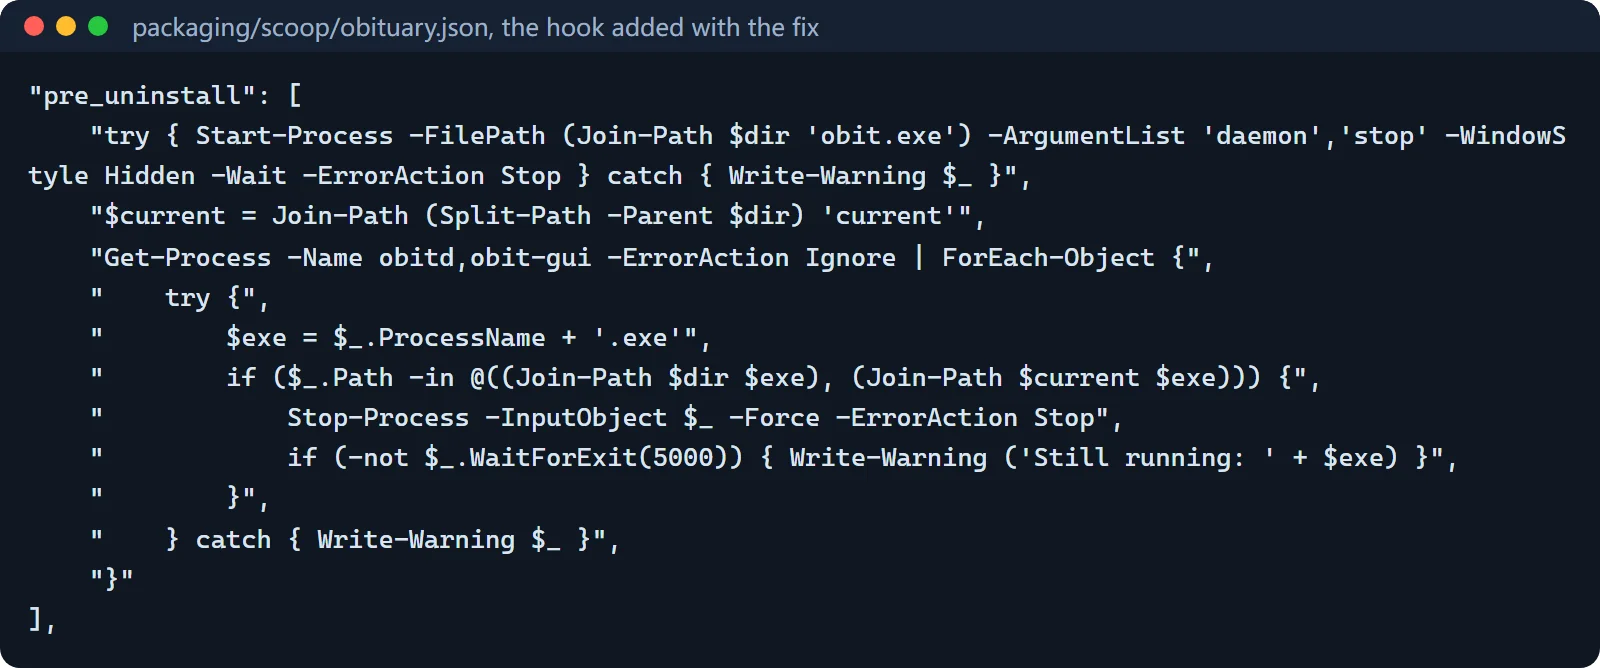 packaging/scoop/obituary.json, the hook added with the fix
"pre_uninstall": [
    "try { Start-Process -FilePath (Join-Path $dir 'obit.exe') -ArgumentList 'daemon','stop' -WindowS
tyle Hidden -Wait -ErrorAction Stop } catch { Write-Warning $_ }",
    "$current = Join-Path (Split-Path -Parent $dir) 'current'",
    "Get-Process -Name obitd,obit-gui -ErrorAction Ignore | ForEach-Object {",
    "    try {",
    "        $exe = $_.ProcessName + '.exe'",
    "        if ($_.Path -in @((Join-Path $dir $exe), (Join-Path $current $exe))) {",
    "            Stop-Process -InputObject $_ -Force -ErrorAction Stop",
    "            if (-not $_.WaitForExit(5000)) { Write-Warning ('Still running: ' + $exe) }",
    "        }",
    "    } catch { Write-Warning $_ }",
    "}"
],